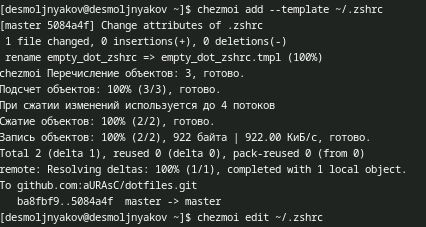 [desmoljnyakov@desmoljnyakov ~]$ chezmoi add --template ~/.zshrc
[master 5084a4f] Change attributes of .zshrc
 1 file changed, 0 insertions(+), 0 deletions(-)
 rename empty_dot_zshrc => empty_dot_zshrc.tmpl (100%)
chezmoi Перечисление объектов: 3, готово.
Подсчет объектов: 100% (3/3), готово.
При сжатии изменений используется до 4 потоков
Сжатие объектов: 100% (2/2), готово.
Запись объектов: 100% (2/2), 922 байта | 922.00 КиБ/с, готово.
Total 2 (delta 1), reused 0 (delta 0), pack-reused 0 (from 0)
remote: Resolving deltas: 100% (1/1), completed with 1 local object.
To github.com:aURAsC/dotfiles.git
   ba8fbf9..5084a4f  master -> master
[desmoljnyakov@desmoljnyakov ~]$ chezmoi edit ~/.zshrc